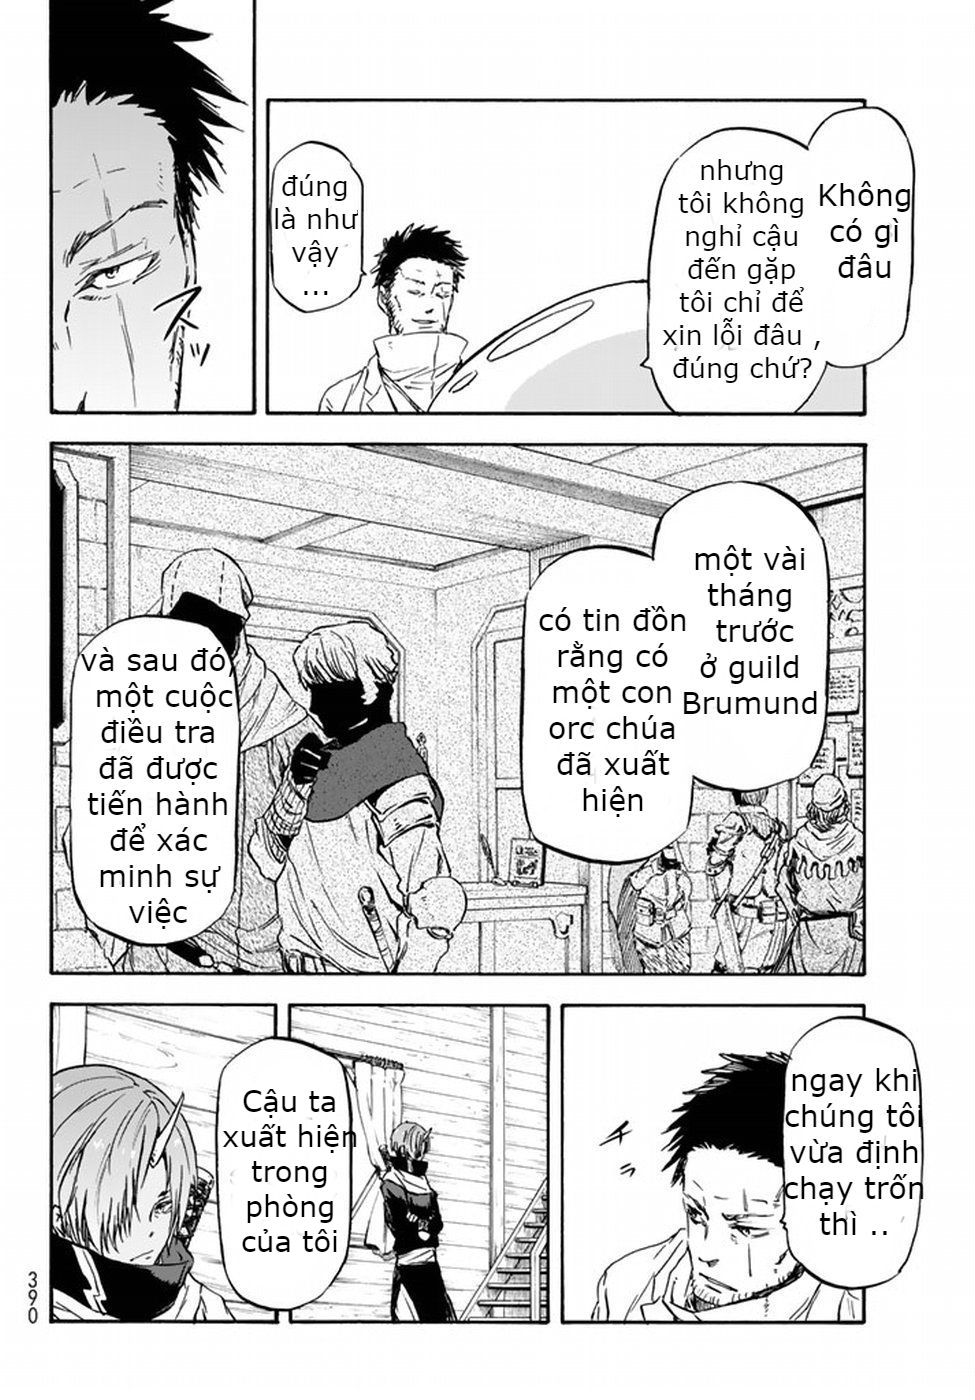 Không
có gì
đâu
nhưng
tôi không
nghỉ cậu
đến gặp
tôi chỉ để
xin lỗi đâu ,
đúng chứ?
đúng
là như
vậy
...
một vài
tháng
trước
ở guild
Brumund
có tin đồn
rằng có
một con
orc chúa
đã xuất
hiện
và sau đó,
một cuộc
điều tra
đã được
tiến hành
để xác
minh sự
việc
ngay khi
chúng tôi
vừa định
chạy trốn
thì ..
Cậu ta
xuất hiện
trong
phòng
của tôi
390